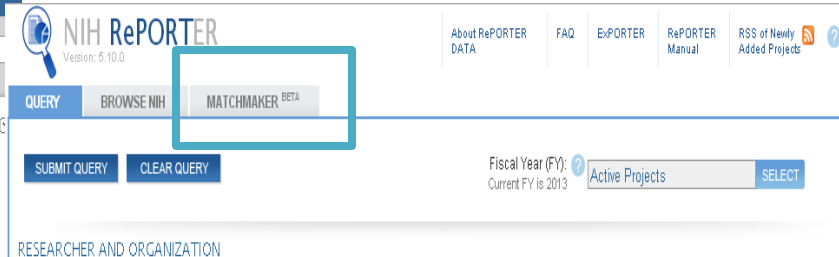 NIH RePORTER
Version: 5.10.0
About RePORTER DATA
FAQ
ExPORTER
RePORTER Manual
RSS of Newly Added Projects
?
QUERY
BROWSE NIH
MATCHMAKER BETA
SUBMIT QUERY
CLEAR QUERY
Fiscal Year (FY): ?
Current FY is 2013
Active Projects
SELECT
RESEARCHER AND ORGANIZATION